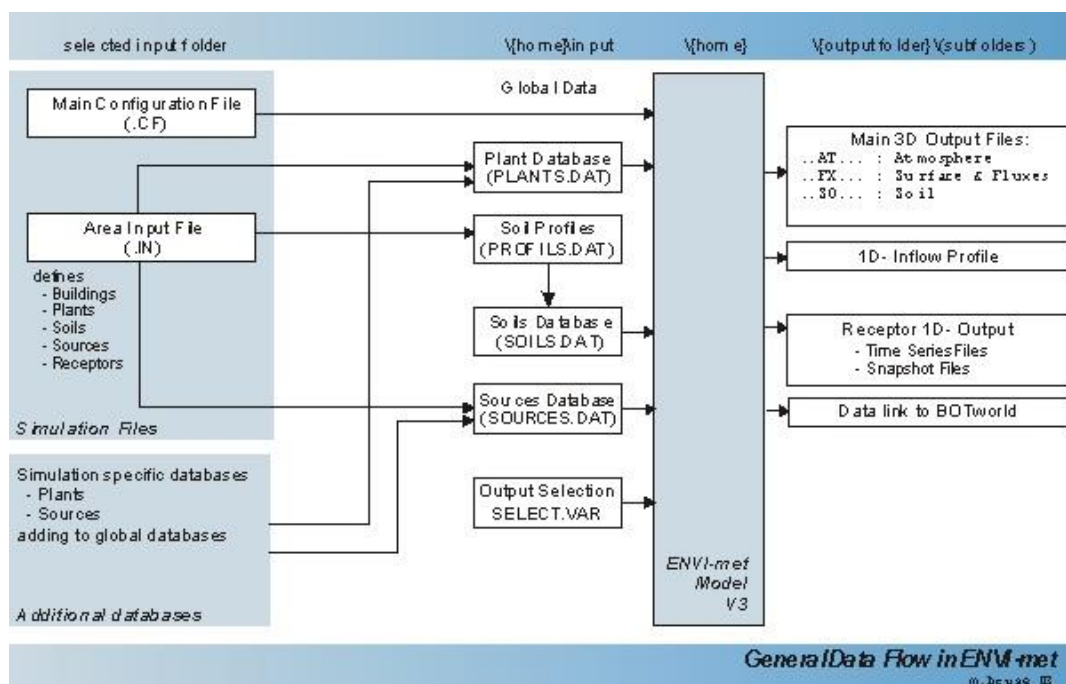 selected input folder
\{home}\input
\{home}
\{outputfolder}\(subfolders)
Main Configuration File
(.CF)
Area Input File
(.IN)
defines
- Buildings
- Plants
- Soils
- Sources
- Receptors
Simulation Files
Simulation specific databases
- Plants
- Sources
adding to global databases
Additional databases
Global Data
Plant Database
(PLANTS.DAT)
Soil Profiles
(PROFILS.DAT)
Soils Database
(SOILS.DAT)
Sources Database
(SOURCES.DAT)
Output Selection
SELECT.VAR
ENVI-met
Model
V3
Main 3D Output Files:
..AT... : Atmosphere
..FX... : Surface & Fluxes
..SO... : Soil
1D- Inflow Profile
Receptor 1D- Output
- Time Series Files
- Snapshot Files
Data link to BOTworld
General Data Flow in ENVI-met